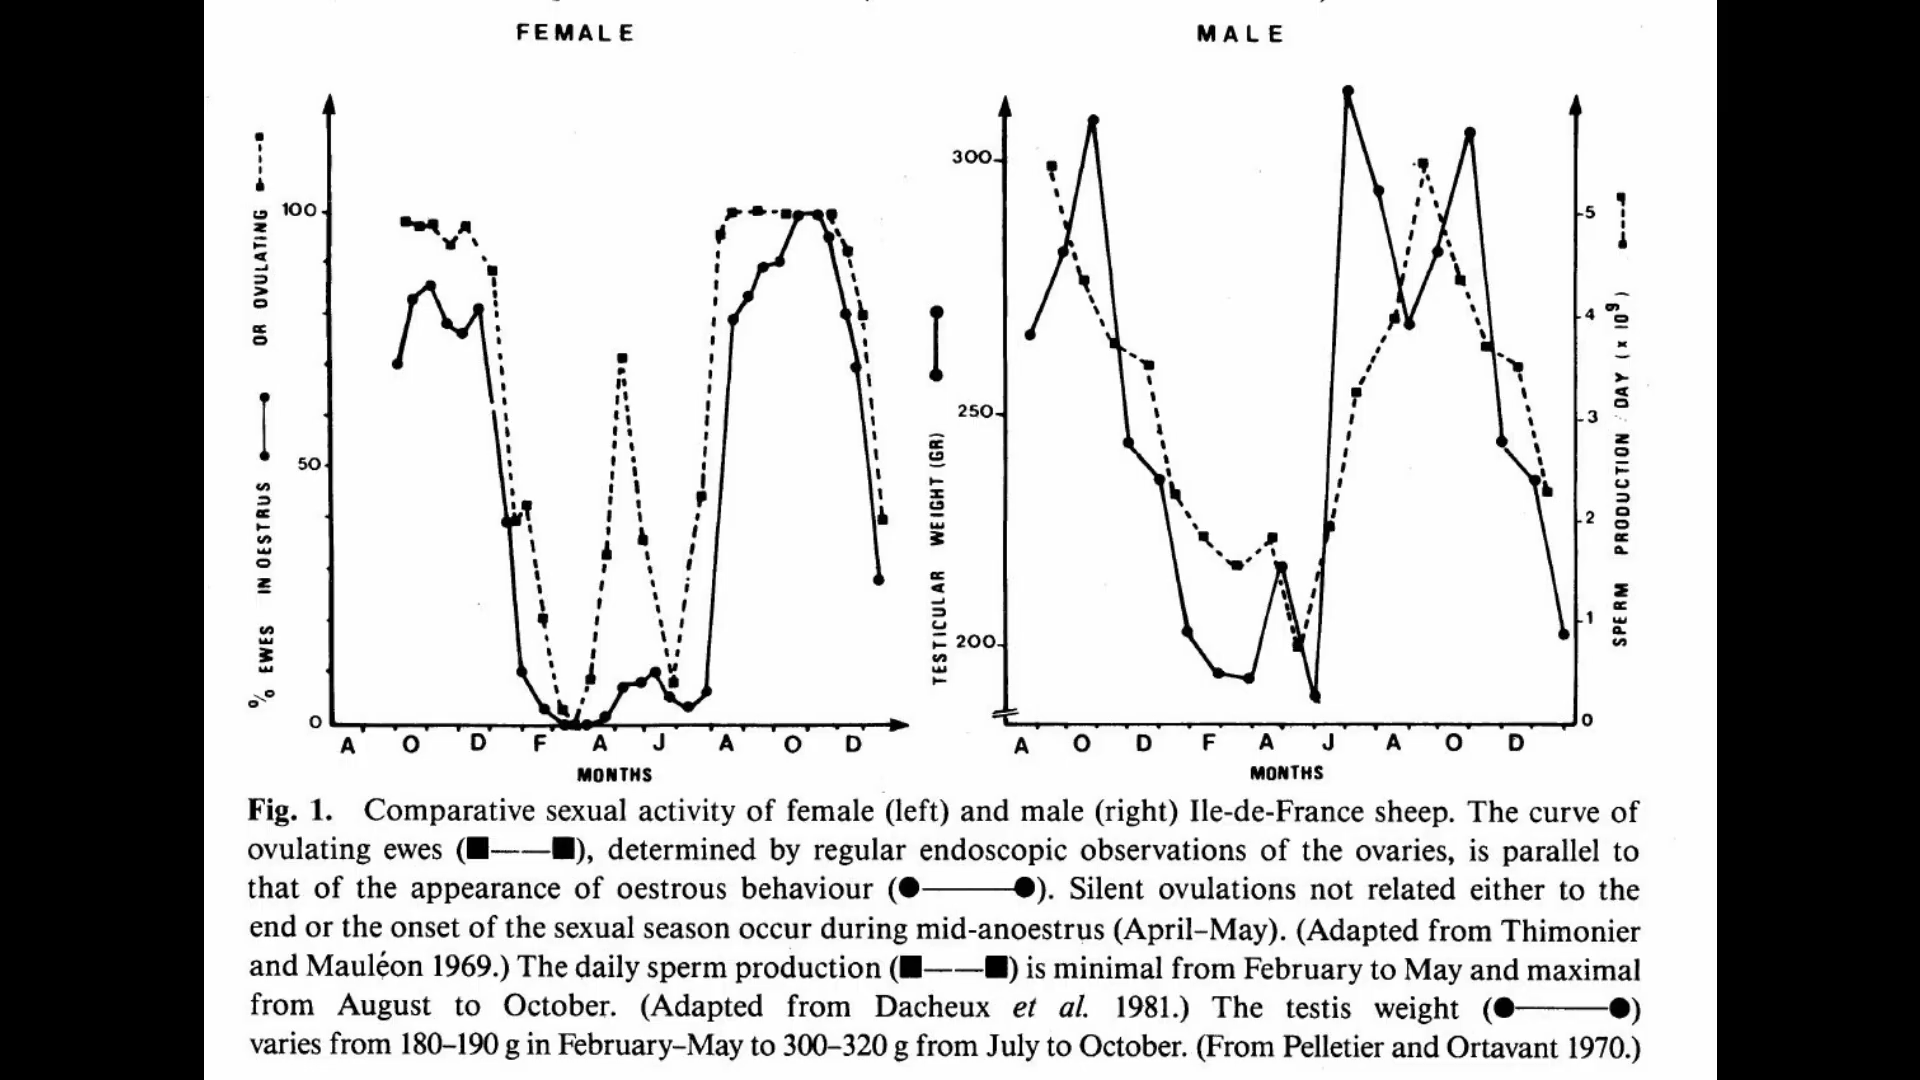 FEMALE
MALE
% EWES IN OESTRUS OR OVULATING
100
50
0
A O D F A J A O D
MONTHS
TESTICULAR WEIGHT (GR)
300
250
200
A O D F A J A O D
MONTHS
5
4
3
2
1
0
SPERM PRODUCTION / DAY (x 10⁹)
Fig. 1. Comparative sexual activity of female (left) and male (right) Ile-de-France sheep. The curve of
ovulating ewes (■——■), determined by regular endoscopic observations of the ovaries, is parallel to
that of the appearance of oestrous behaviour (●———●). Silent ovulations not related either to the
end or the onset of the sexual season occur during mid-anoestrus (April–May). (Adapted from Thimonier
and Mauléon 1969.) The daily sperm production (■——■) is minimal from February to May and maximal
from August to October. (Adapted from Dacheux et al. 1981.) The testis weight (●———●)
varies from 180–190 g in February–May to 300–320 g from July to October. (From Pelletier and Ortavant 1970.)